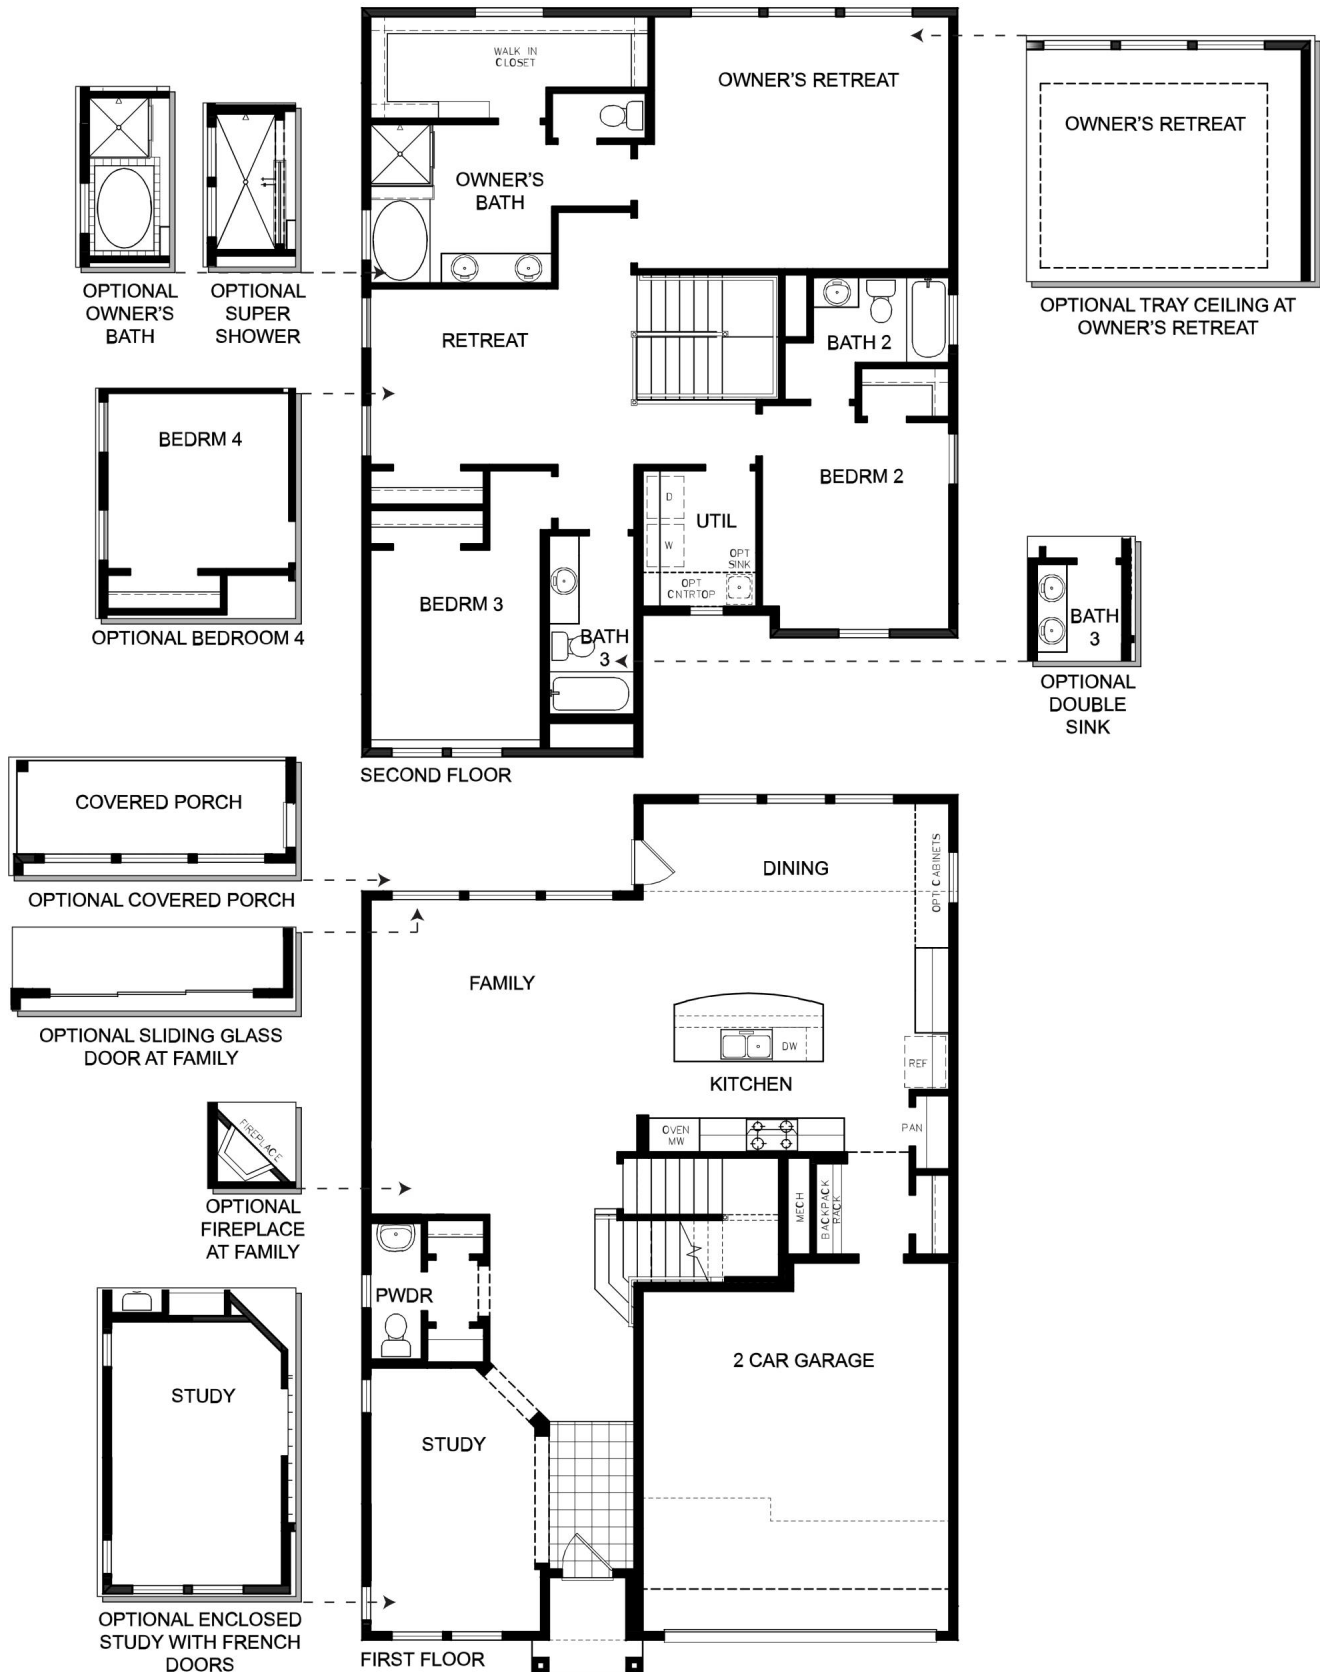 WALK IN
CLOSET
OWNER'S RETREAT
OWNER'S RETREAT
OWNER'S
BATH
OPTIONAL
OWNER'S
BATH
OPTIONAL
SUPER
SHOWER
OPTIONAL TRAY CEILING AT
OWNER'S RETREAT
RETREAT
BATH 2
BEDRM 4
OPTIONAL BEDROOM 4
BEDRM 2
D
W
UTIL
OPT
SINK
OPT
CNTRTOP
BEDRM 3
BATH
3
BATH
3
OPTIONAL
DOUBLE
SINK
SECOND FLOOR
COVERED PORCH
OPTIONAL COVERED PORCH
DINING
OPT CABINETS
FAMILY
OPTIONAL SLIDING GLASS
DOOR AT FAMILY
DW
REF
KITCHEN
OVEN
MW
PAN
FIREPLACE
OPTIONAL
FIREPLACE
AT FAMILY
MECH
BACKPACK
RACK
PWDR
2 CAR GARAGE
STUDY
STUDY
OPTIONAL ENCLOSED
STUDY WITH FRENCH
DOORS
FIRST FLOOR